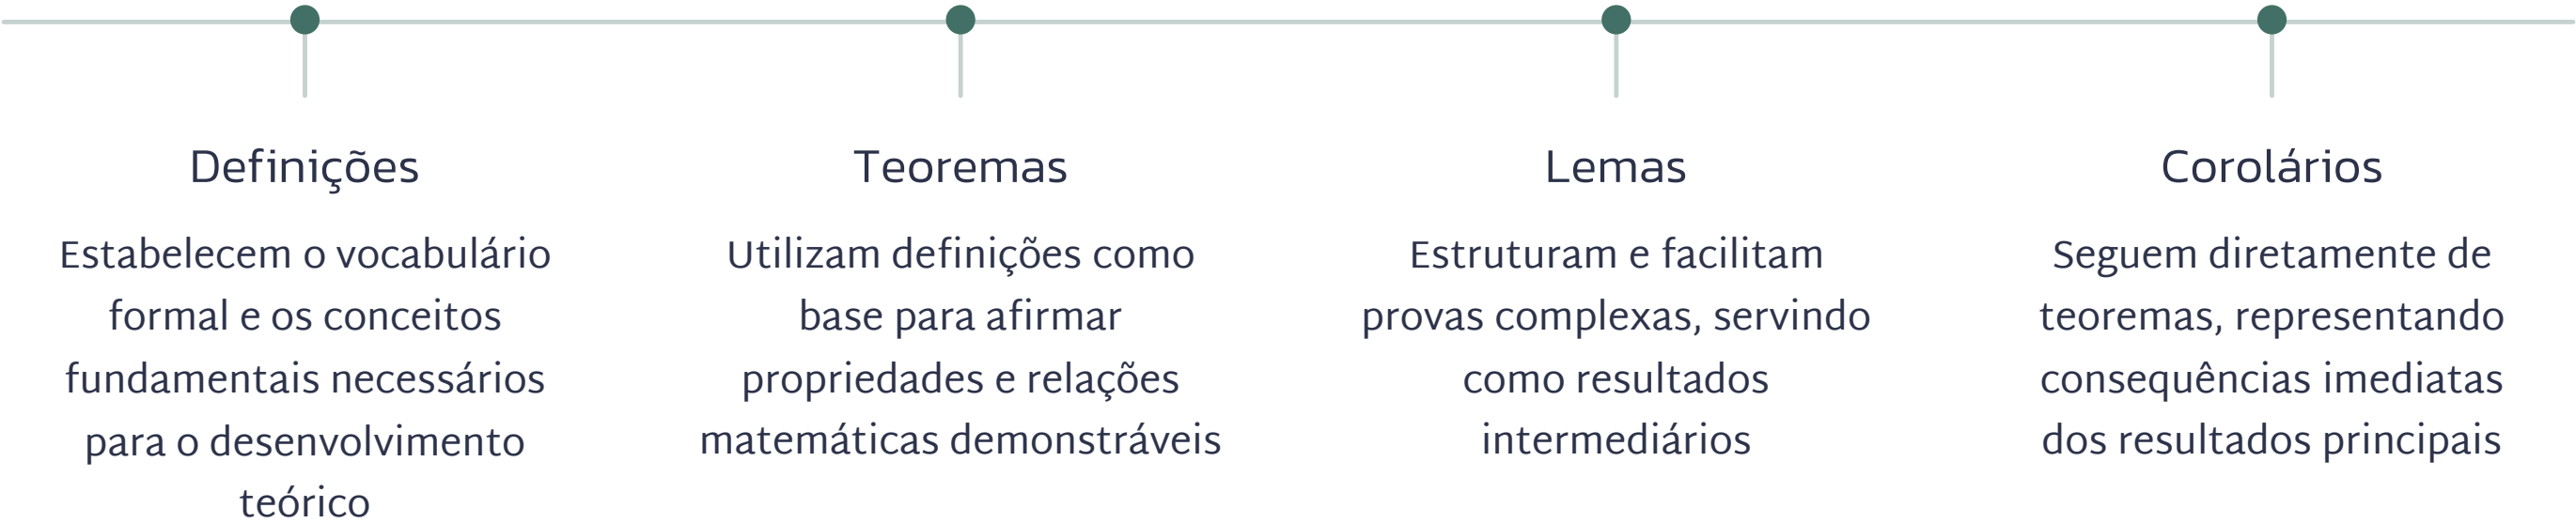 Definições
Estabelecem o vocabulário
formal e os conceitos
fundamentais necessários
para o desenvolvimento
teórico
Teoremas
Utilizam definições como
base para afirmar
propriedades e relações
matemáticas demonstráveis
Lemas
Estruturam e facilitam
provas complexas, servindo
como resultados
intermediários
Corolários
Seguem diretamente de
teoremas, representando
consequências imediatas
dos resultados principais